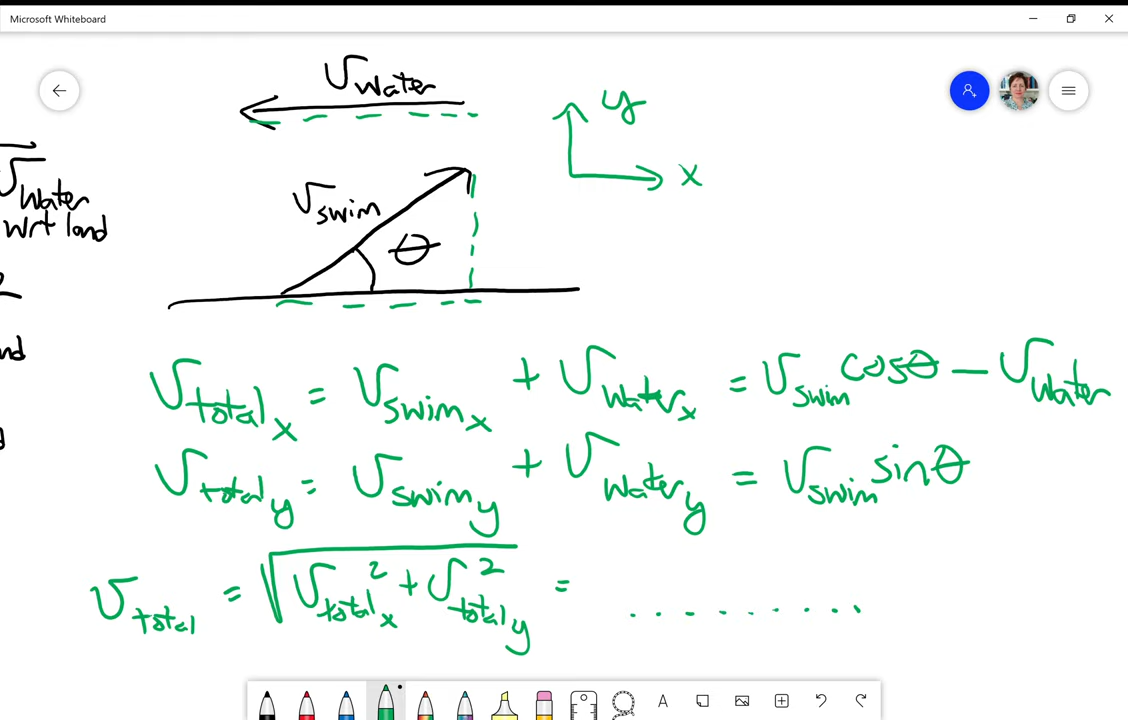 Microsoft Whiteboard
v water
y
x
v water
wrt land
v swim
θ
nd
v total x = v swim x + v water x = v swim cosθ — v water
v total y = v swim y + v water y = v swim sinθ
v total = √(v total x ² + v total y ²) = . . . . . . . . .
A